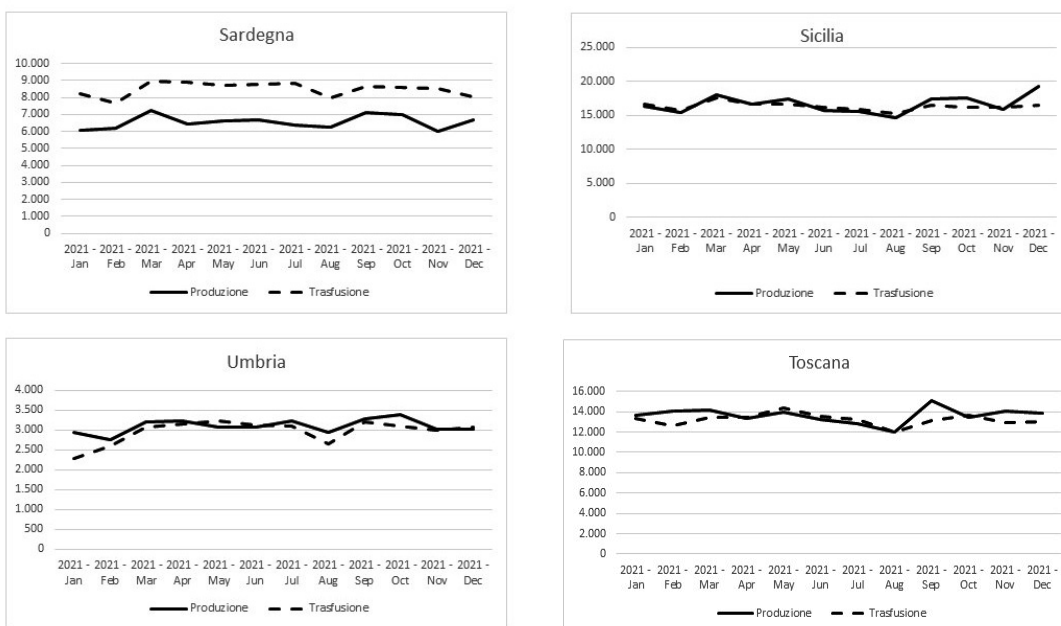 Sardegna
10.000
9.000
8.000
7.000
6.000
5.000
4.000
3.000
2.000
1.000
0
2021 - 2021 - 2021 - 2021 - 2021 - 2021 - 2021 - 2021 - 2021 - 2021 - 2021 - 2021 -
Jan Feb Mar Apr May Jun Jul Aug Sep Oct Nov Dec
Produzione Trasfusione
Sicilia
25.000
20.000
15.000
10.000
5.000
0
2021 - 2021 - 2021 - 2021 - 2021 - 2021 - 2021 - 2021 - 2021 - 2021 - 2021 - 2021 -
Jan Feb Mar Apr May Jun Jul Aug Sep Oct Nov Dec
Produzione Trasfusione
Umbria
4.000
3.500
3.000
2.500
2.000
1.500
1.000
500
0
2021 - 2021 - 2021 - 2021 - 2021 - 2021 - 2021 - 2021 - 2021 - 2021 - 2021 - 2021 -
Jan Feb Mar Apr May Jun Jul Aug Sep Oct Nov Dec
Produzione Trasfusione
Toscana
16.000
14.000
12.000
10.000
8.000
6.000
4.000
2.000
0
2021 - 2021 - 2021 - 2021 - 2021 - 2021 - 2021 - 2021 - 2021 - 2021 - 2021 - 2021 -
Jan Feb Mar Apr May Jun Jul Aug Sep Oct Nov Dec
Produzione Trasfusione